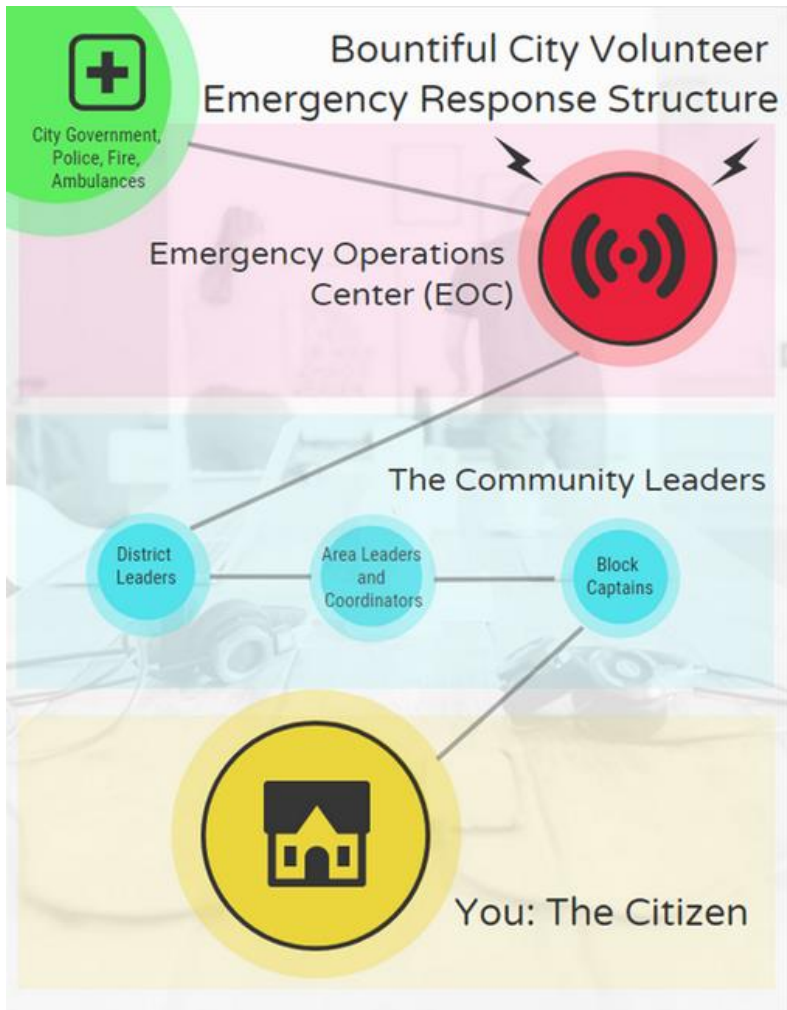 Bountiful City Volunteer
Emergency Response Structure
City Government,
Police, Fire,
Ambulances
Emergency Operations
Center (EOC)
The Community Leaders
District
Leaders
Area Leaders
and
Coordinators
Block
Captains
You: The Citizen